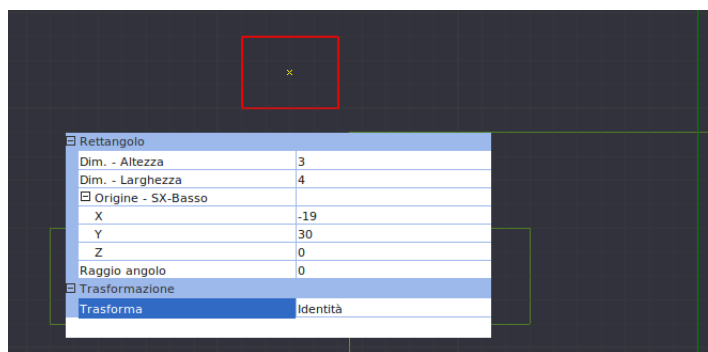 Rettangolo
Dim. - Altezza 3
Dim. - Larghezza 4
Origine - SX-Basso
X -19
Y 30
Z 0
Raggio angolo 0
Trasformazione
Trasforma Identità